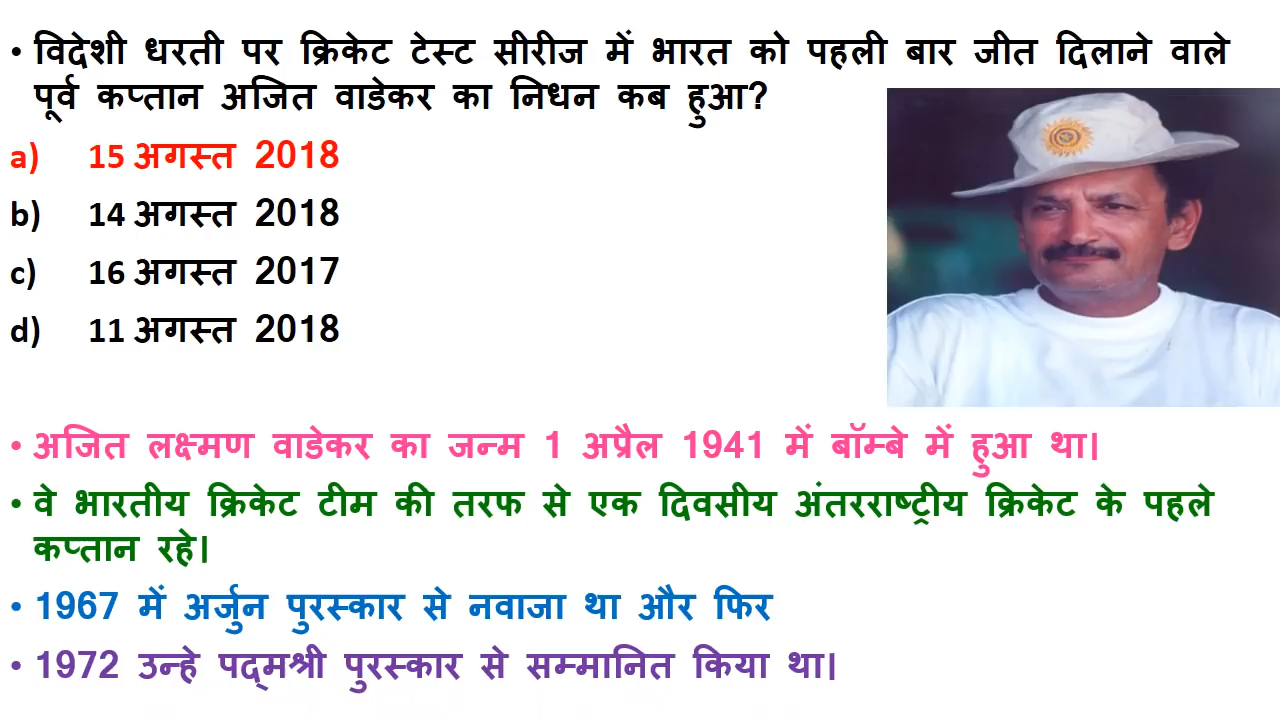 • विदेशी धरती पर क्रिकेट टेस्ट सीरीज में भारत को पहली बार जीत दिलाने वाले
पूर्व कप्तान अजित वाडेकर का निधन कब हुआ?
a) 15 अगस्त 2018
b) 14 अगस्त 2018
c) 16 अगस्त 2017
d) 11 अगस्त 2018
• अजित लक्ष्मण वाडेकर का जन्म 1 अप्रैल 1941 में बॉम्बे में हुआ था।
• वे भारतीय क्रिकेट टीम की तरफ से एक दिवसीय अंतरराष्ट्रीय क्रिकेट के पहले
कप्तान रहे।
• 1967 में अर्जुन पुरस्कार से नवाजा था और फिर
• 1972 उन्हे पद्मश्री पुरस्कार से सम्मानित किया था।